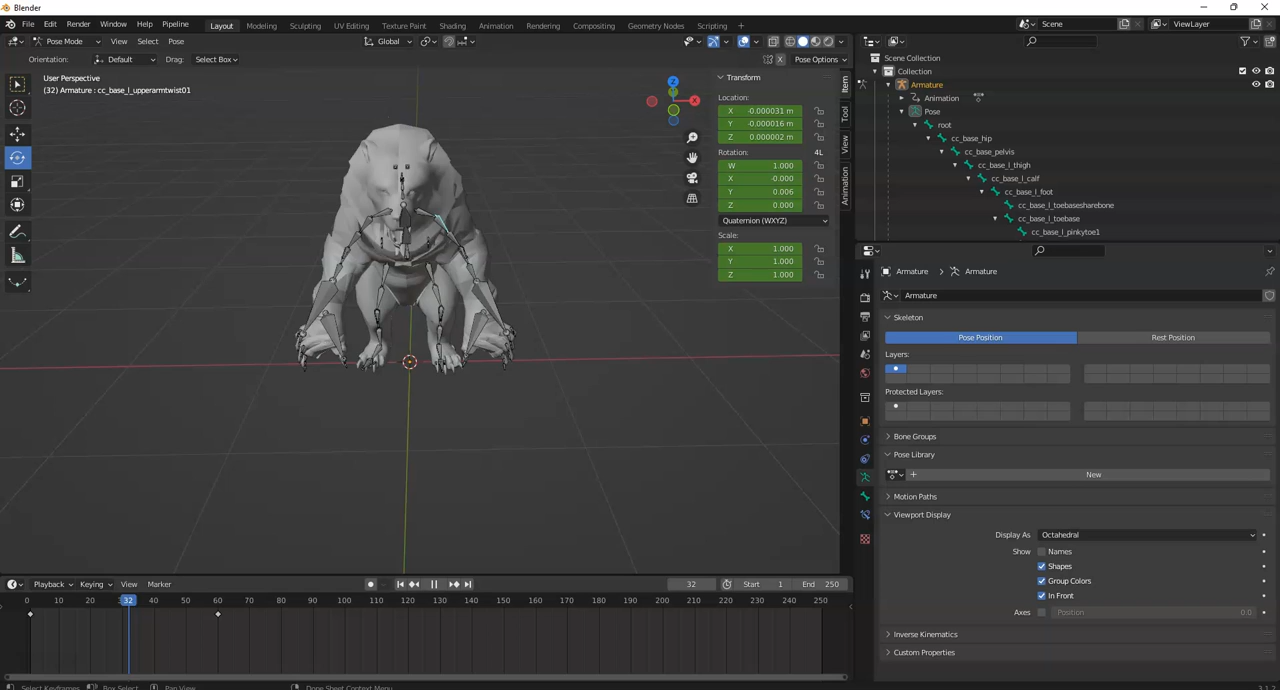 Blender
File Edit Render Window Help Pipeline Layout Modeling Sculpting UV Editing Texture Paint Shading Animation Rendering Compositing Geometry Nodes Scripting + Scene ViewLayer
Pose Mode View Select Pose Global
Orientation: Default Drag: Select Box X Pose Options
User Perspective
(32) Armature : cc_base_l_upperarmtwist01
Z
X
Transform
Location:
X -0.000031 m
Y -0.000016 m
Z 0.000002 m
Rotation: 4L
W 1.000
X -0.000
Y 0.006
Z 0.000
Quaternion (WXYZ)
Scale:
X 1.000
Y 1.000
Z 1.000
Item
Tool
View
Animation
Scene Collection
Collection
Armature
Animation
Pose
root
cc_base_hip
cc_base_pelvis
cc_base_l_thigh
cc_base_l_calf
cc_base_l_foot
cc_base_l_toebasesharebone
cc_base_l_toebase
cc_base_l_pinkytoe1
Armature > Armature
Armature
Skeleton
Pose Position Rest Position
Layers:
Protected Layers:
Bone Groups
Pose Library
+ New
Motion Paths
Viewport Display
Display As Octahedral
Show Names
Shapes
Group Colors
In Front
Axes Position 0.0
Inverse Kinematics
Custom Properties
Playback Keying View Marker 32 Start 1 End 250
0 10 20 32 40 50 60 70 80 90 100 110 120 130 140 150 160 170 180 190 200 210 220 230 240 250
Select Keyframes Box Select Pan View Dope Sheet Context Menu 3.3.2